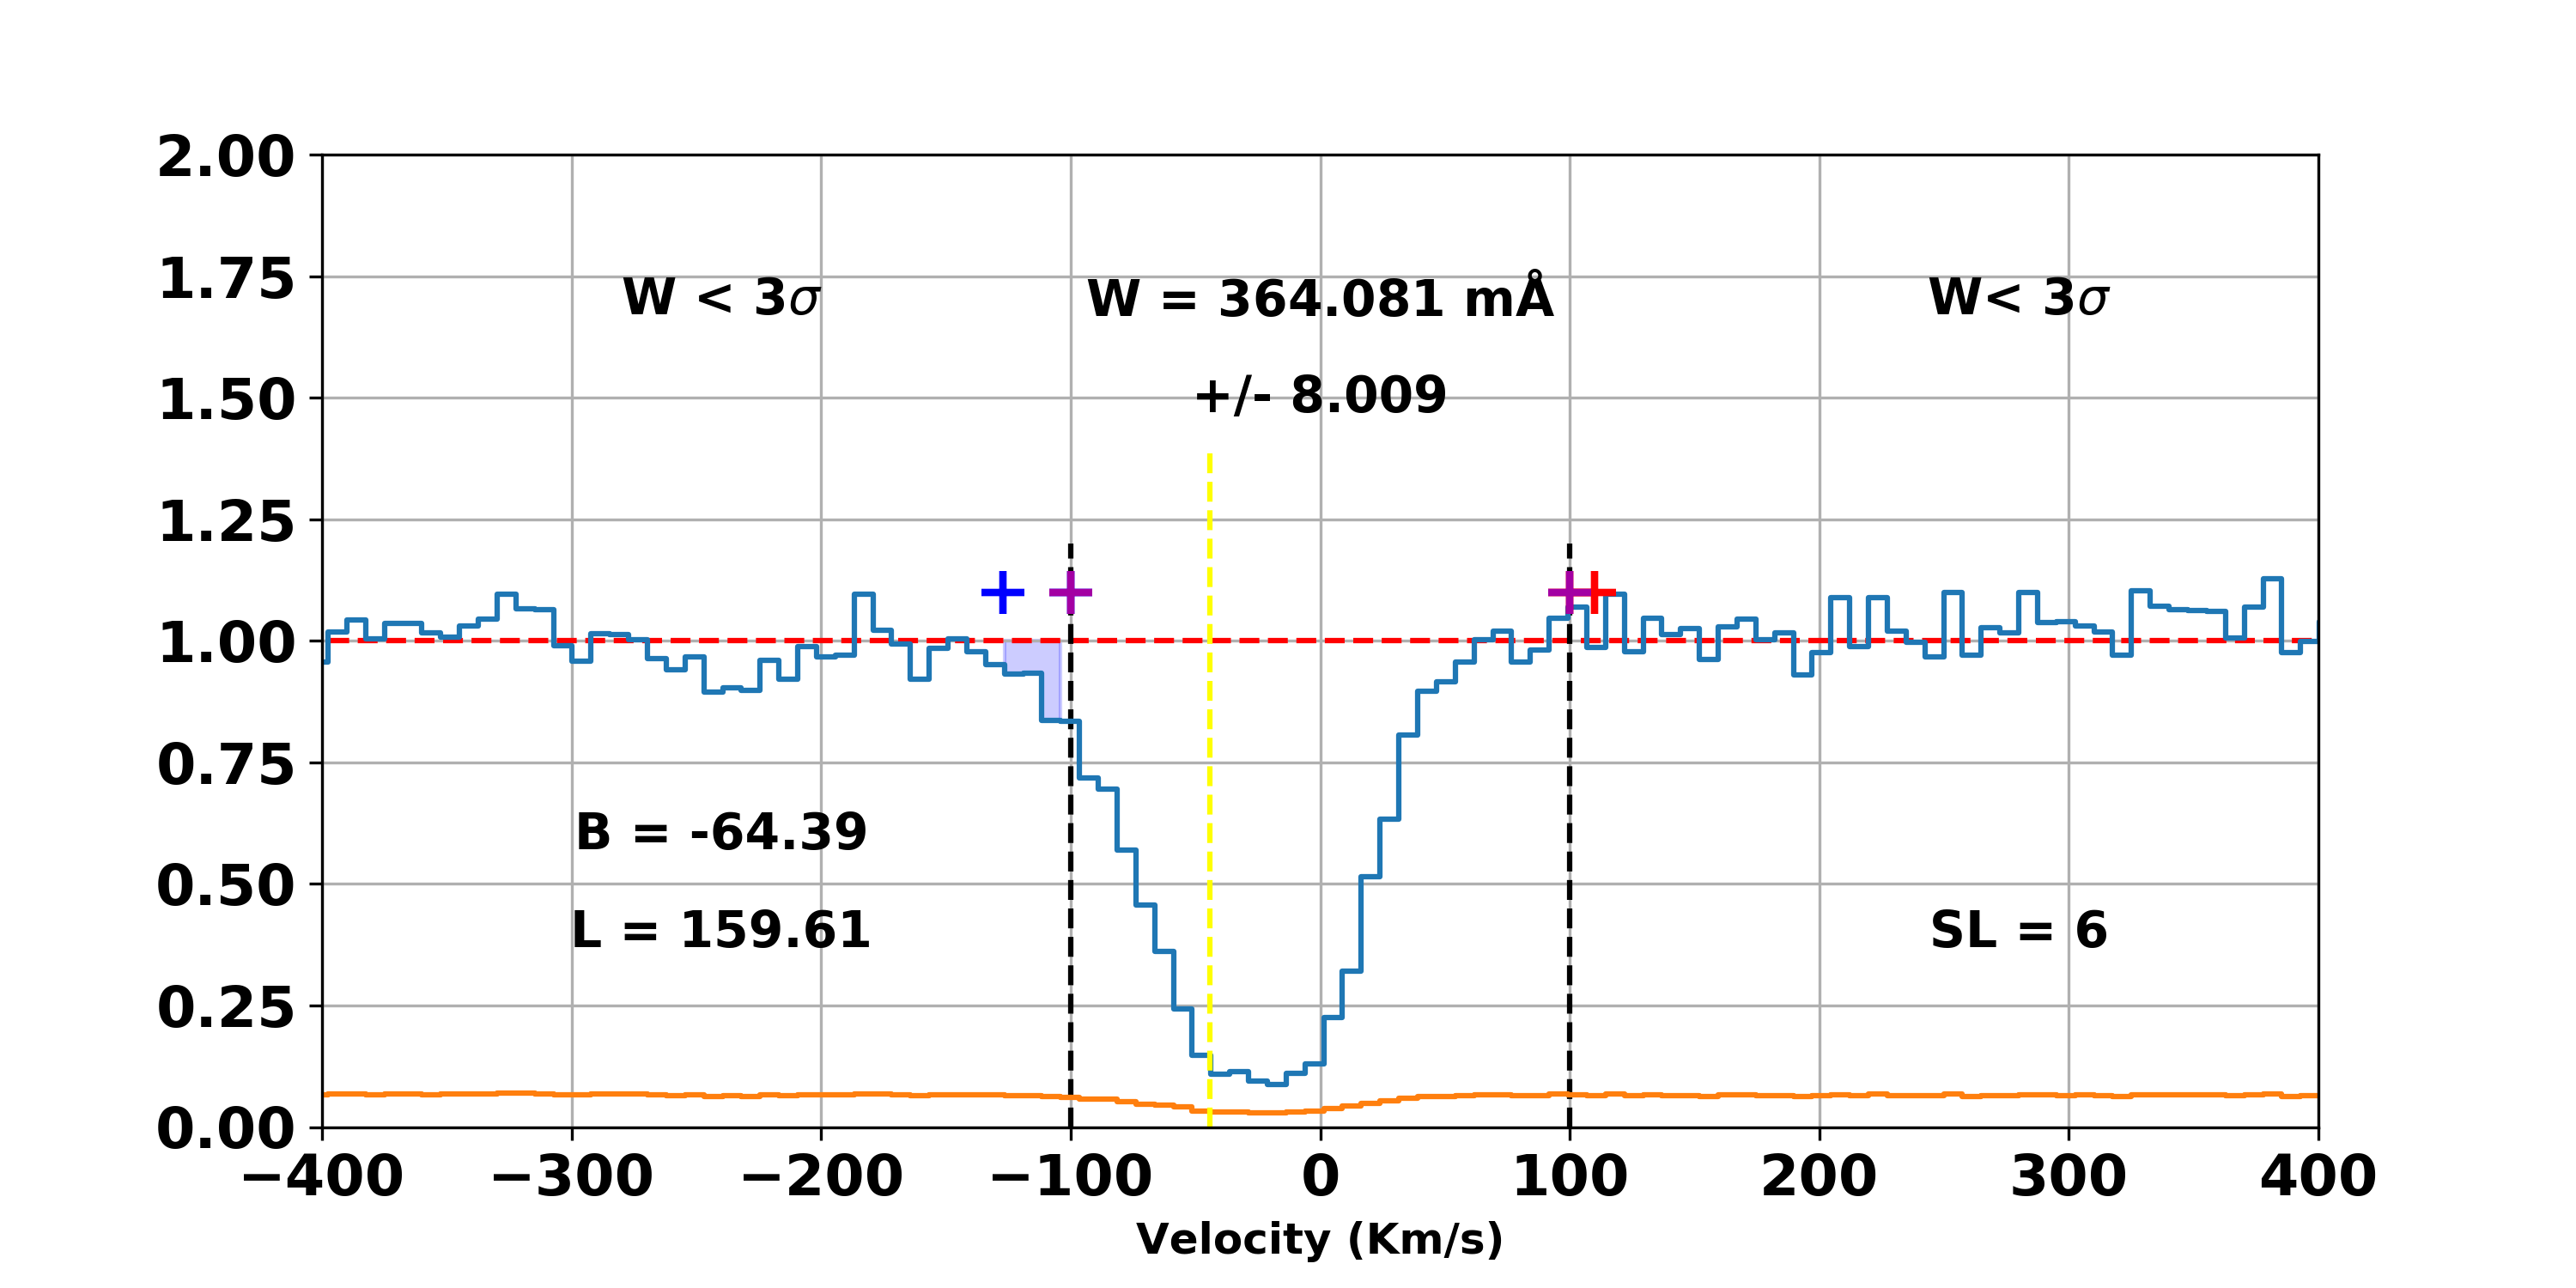 2.00
1.75
W < 3σ W = 364.081 mÅ W< 3σ
1.50
+/- 8.009
1.25
1.00
0.75
B = -64.39
0.50
L = 159.61 SL = 6
0.25
0.00
−400 −300 −200 −100 0 100 200 300 400
Velocity (Km/s)